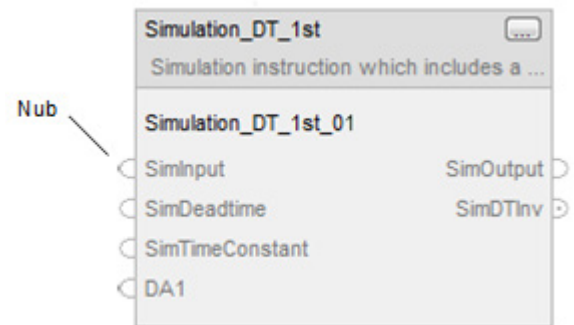 Simulation_DT_1st
...
Simulation instruction which includes a ...
Nub
Simulation_DT_1st_01
SimInput SimOutput
SimDeadtime SimDTInv
SimTimeConstant
DA1